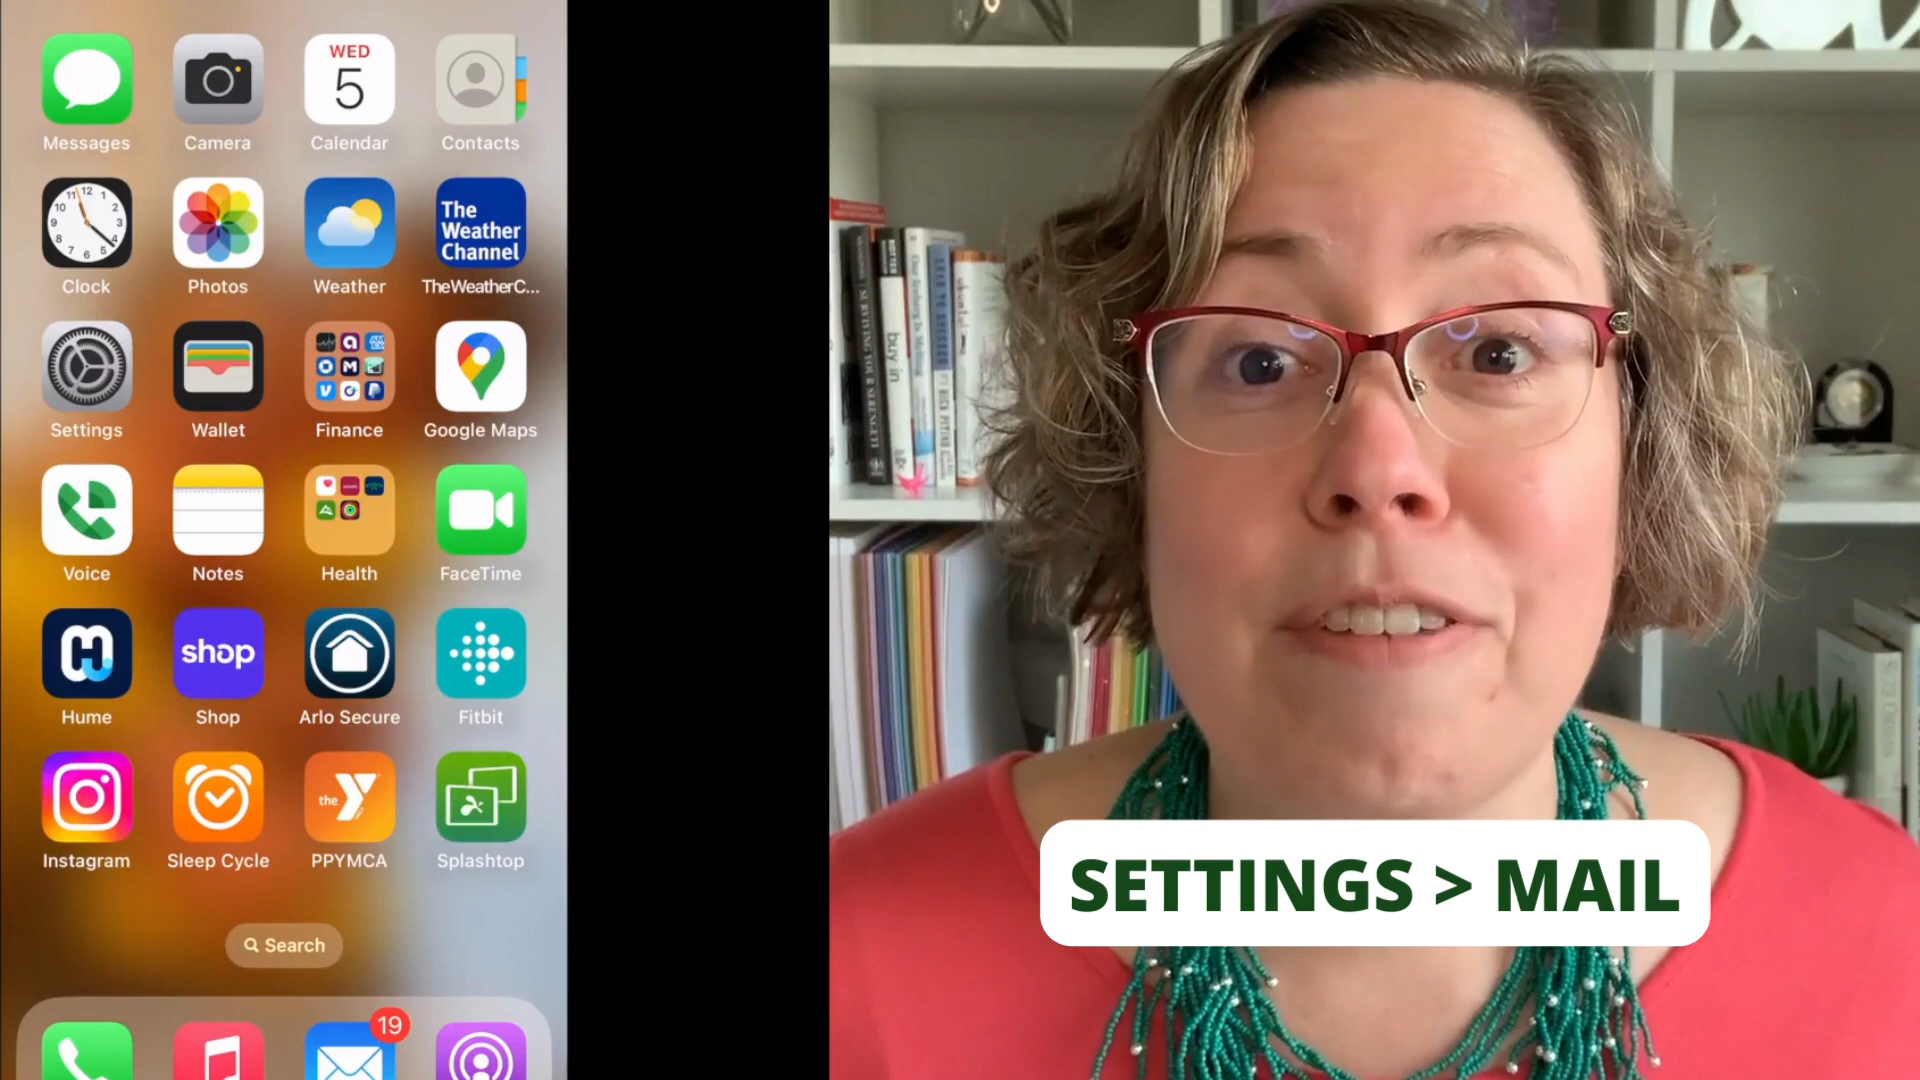 WED
5
Messages
Camera
Calendar
Contacts
The
Weather
Channel
Clock
Photos
Weather
TheWeatherC...
Settings
Wallet
Finance
Google Maps
Voice
Notes
Health
FaceTime
shop
Hume
Shop
Arlo Secure
Fitbit
the Y
Instagram
Sleep Cycle
PPYMCA
Splashtop
Search
19
buy in
SETTINGS > MAIL